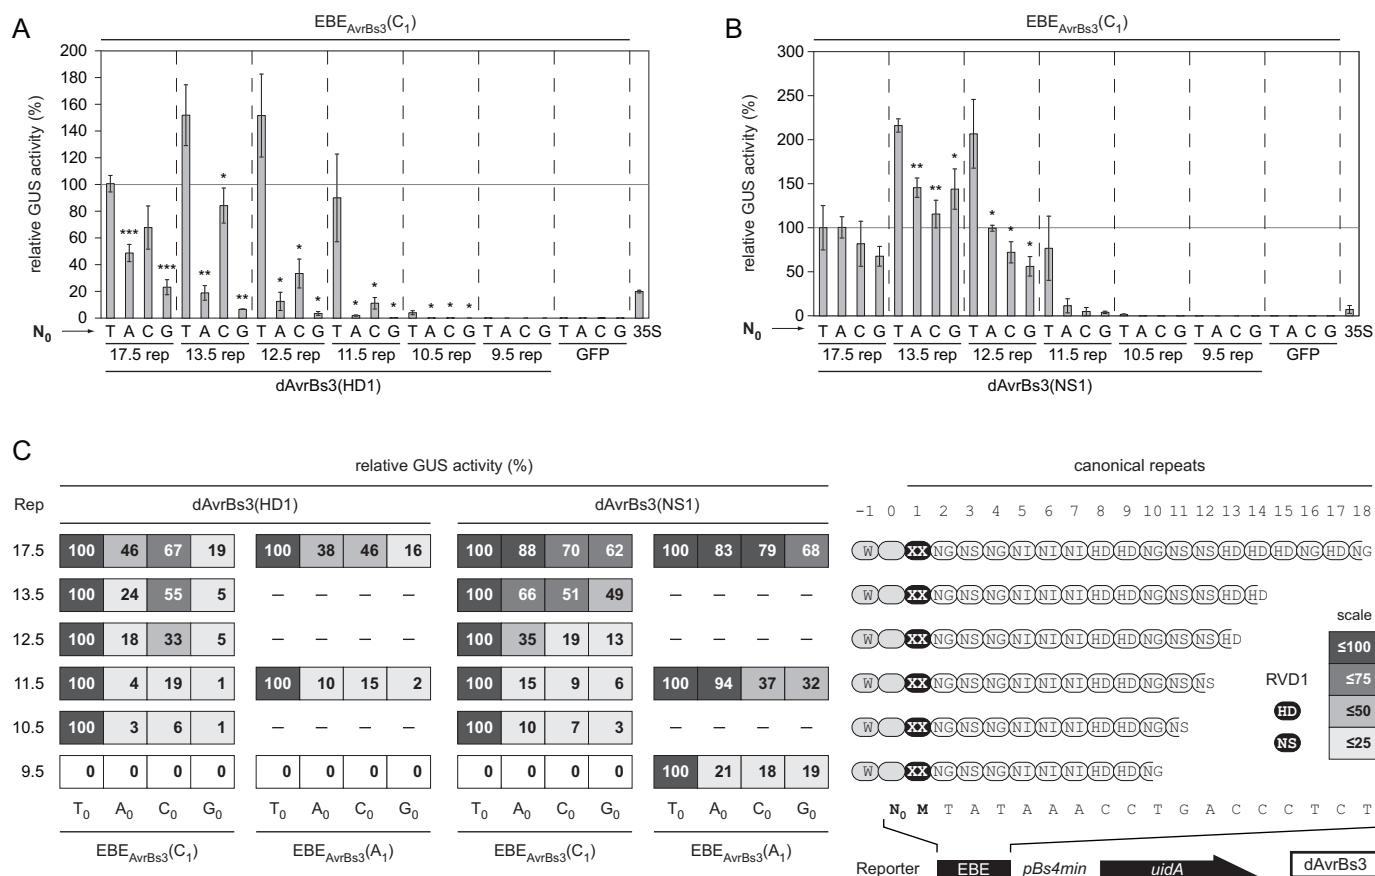 A
EBE_AvrBs3(C_1)
relative GUS activity (%)
200
180
160
140
120
100
80
60
40
20
0
*** *** ** * ** * * * * * * * * *
N_0 T A C G T A C G T A C G T A C G T A C G T A C G T A C G 35S
17.5 rep 13.5 rep 12.5 rep 11.5 rep 10.5 rep 9.5 rep GFP
dAvrBs3(HD1)
B
EBE_AvrBs3(C_1)
relative GUS activity (%)
300
250
200
150
100
50
0
** ** * * * *
N_0 T A C G T A C G T A C G T A C G T A C G T A C G T A C G 35S
17.5 rep 13.5 rep 12.5 rep 11.5 rep 10.5 rep 9.5 rep GFP
dAvrBs3(NS1)
C
relative GUS activity (%)
canonical repeats
Rep dAvrBs3(HD1) dAvrBs3(NS1)
-1 0 1 2 3 4 5 6 7 8 9 10 11 12 13 14 15 16 17 18
17.5 100 46 67 19 100 38 46 16 100 88 70 62 100 83 79 68 W XX NG NS NG NI NI NI HD HD NG NS NS HD HD HD NG HD NG
13.5 100 24 55 5 – – – – 100 66 51 49 – – – – W XX NG NS NG NI NI NI HD HD NG NS NS HD HD
12.5 100 18 33 5 – – – – 100 35 19 13 – – – – W XX NG NS NG NI NI NI HD HD NG NS NS HD
11.5 100 4 19 1 100 10 15 2 100 15 9 6 100 94 37 32 W XX NG NS NG NI NI NI HD HD NG NS NS
10.5 100 3 6 1 – – – – 100 10 7 3 – – – – W XX NG NS NG NI NI NI HD HD NG NS
9.5 0 0 0 0 0 0 0 0 0 0 0 0 100 21 18 19 W XX NG NS NG NI NI NI HD HD NG
T_0 A_0 C_0 G_0 T_0 A_0 C_0 G_0 T_0 A_0 C_0 G_0 T_0 A_0 C_0 G_0 N_0 M T A T A A A C C T G A C C C T C T
EBE_AvrBs3(C_1) EBE_AvrBs3(A_1) EBE_AvrBs3(C_1) EBE_AvrBs3(A_1)
scale
≤100
≤75
≤50
≤25
RVD1
HD
NS
Reporter EBE pBs4min uidA dAvrBs3